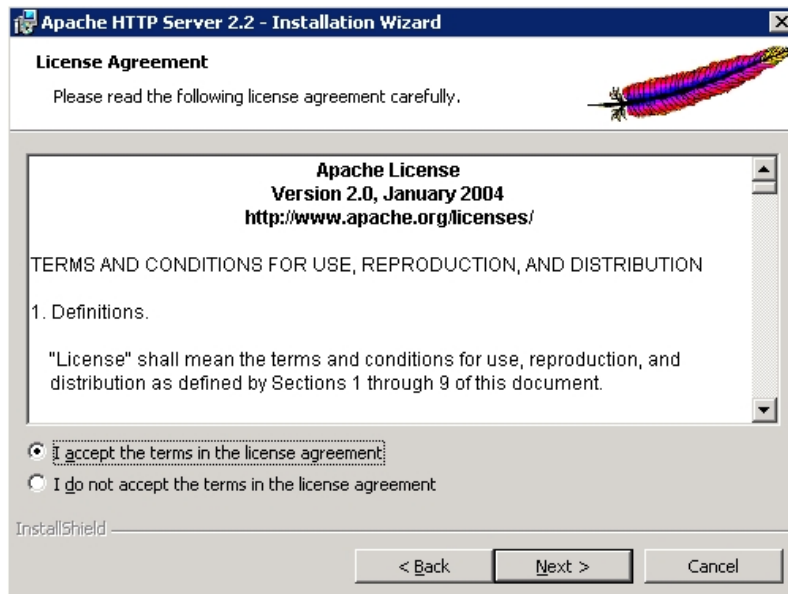 Apache HTTP Server 2.2 - Installation Wizard
License Agreement
Please read the following license agreement carefully.
Apache License
Version 2.0, January 2004
http://www.apache.org/licenses/
TERMS AND CONDITIONS FOR USE, REPRODUCTION, AND DISTRIBUTION
1. Definitions.
"License" shall mean the terms and conditions for use, reproduction, and
distribution as defined by Sections 1 through 9 of this document.
I accept the terms in the license agreement
I do not accept the terms in the license agreement
InstallShield
< Back
Next >
Cancel